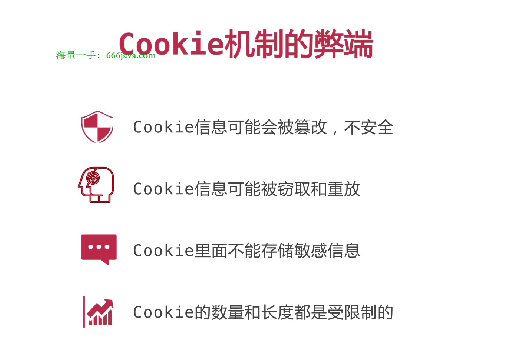 Cookie机制的弊端
海量一手: 666java.com
Cookie信息可能会被篡改，不安全
Cookie信息可能被窃取和重放
Cookie里面不能存储敏感信息
Cookie的数量和长度都是受限制的